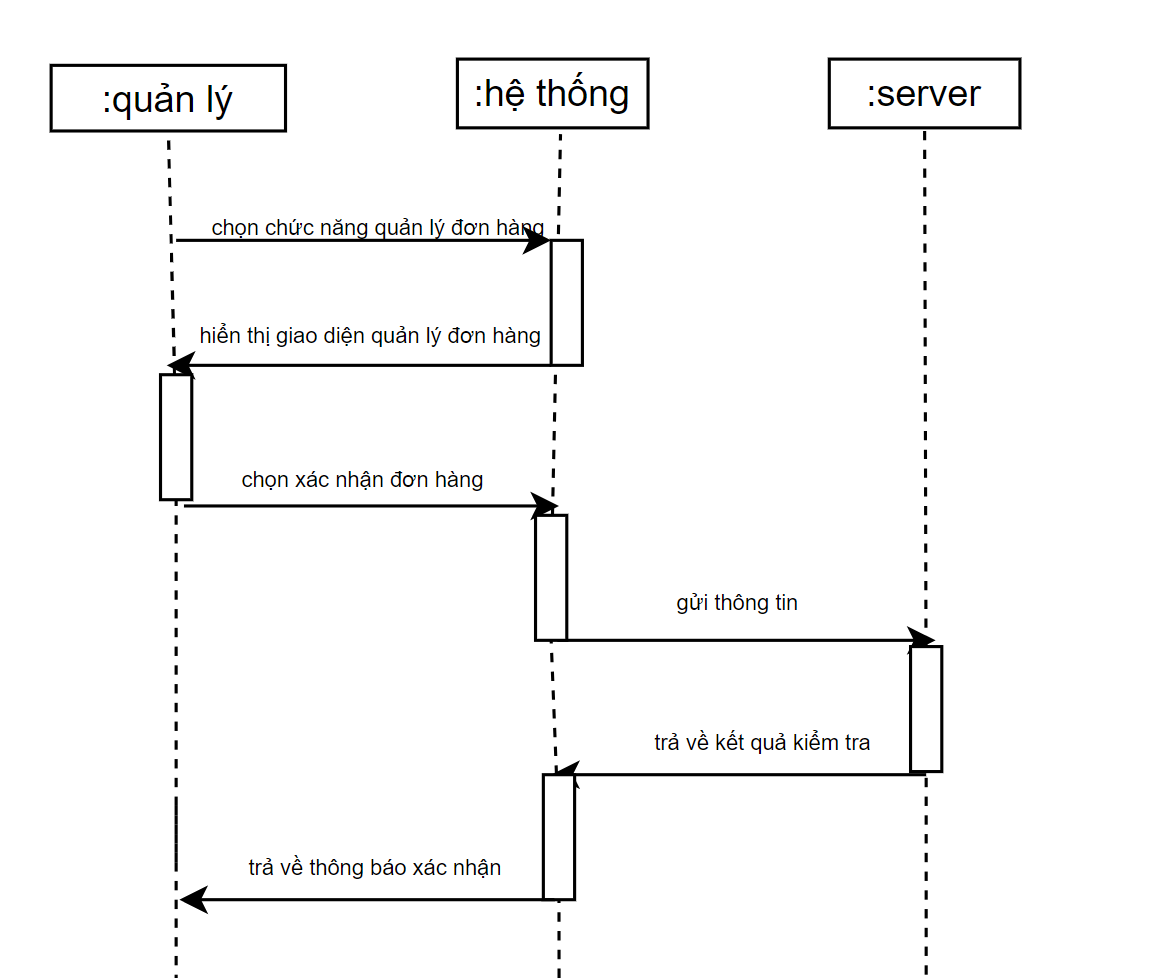 :quản lý
:hệ thống
:server
chọn chức năng quản lý đơn hàng
hiển thị giao diện quản lý đơn hàng
chọn xác nhận đơn hàng
gửi thông tin
trả về kết quả kiểm tra
trả về thông báo xác nhận